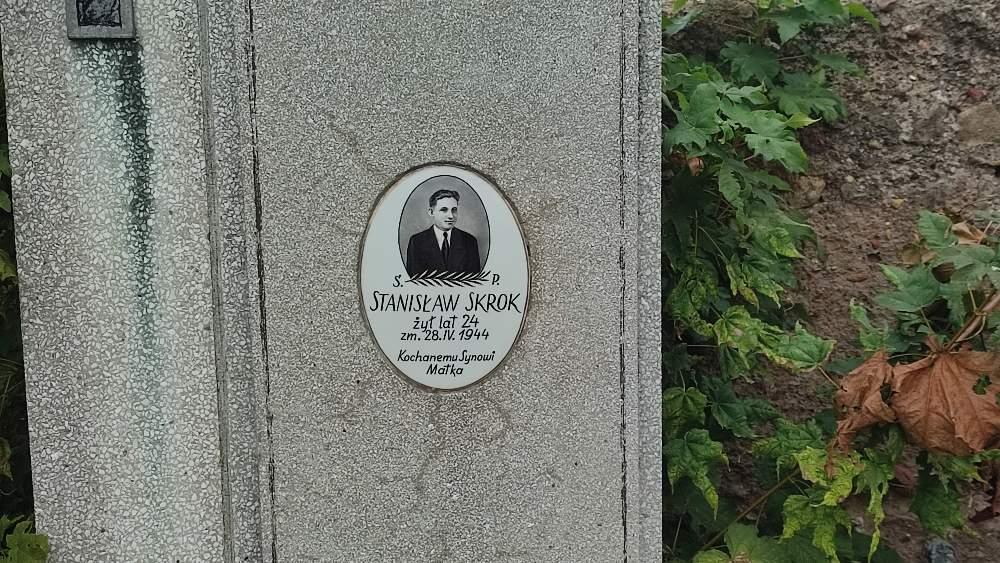 Ś. P.
STANISŁAW SKROK
żył lat 24
zm. 28.IV. 1944
Kochanemu Synowi
Matka